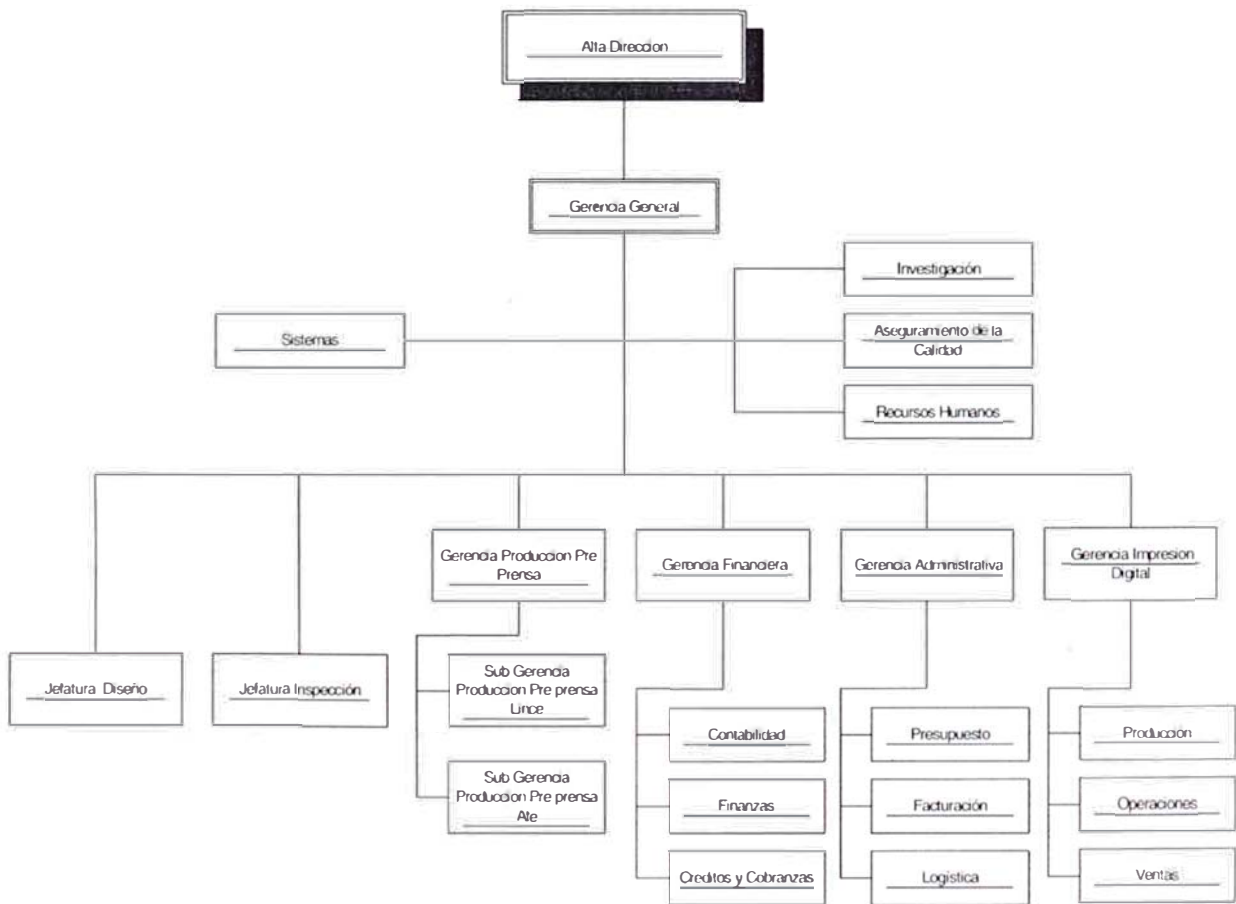 Alta Direccion
Gerencia General
Investigación
Sistemas
Aseguramiento de la
Calidad
Recursos Humanos
Gerencia Produccion Pre
Prensa
Gerencia Financiera
Gerencia Administrativa
Gerencia Impresion
Digital
Jefatura Diseño
Jefatura Inspección
Sub Gerencia
Produccion Pre prensa
Lince
Sub Gerencia
Produccion Pre prensa
Ate
Contabilidad
Finanzas
Creditos y Cobranzas
Presupuesto
Facturación
Logística
Producción
Operaciones
Ventas